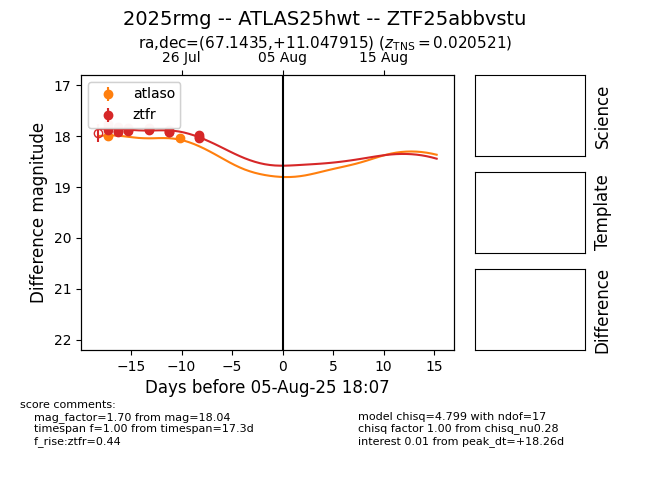 2025rmg -- ATLAS25hwt -- ZTF25abbvstu
ra,dec=(67.1435,+11.047915) (z_TNS = 0.020521)
26 Jul 05 Aug 15 Aug
17
18
19
20
21
22
Difference magnitude
atlaso
ztfr
−15 −10 −5 0 5 10 15
Days before 05-Aug-25 18:07
Science
Template
Difference
score comments:
mag_factor=1.70 from mag=18.04
timespan f=1.00 from timespan=17.3d
f_rise:ztfr=0.44
model chisq=4.799 with ndof=17
chisq factor 1.00 from chisq_nu0.28
interest 0.01 from peak_dt=+18.26d